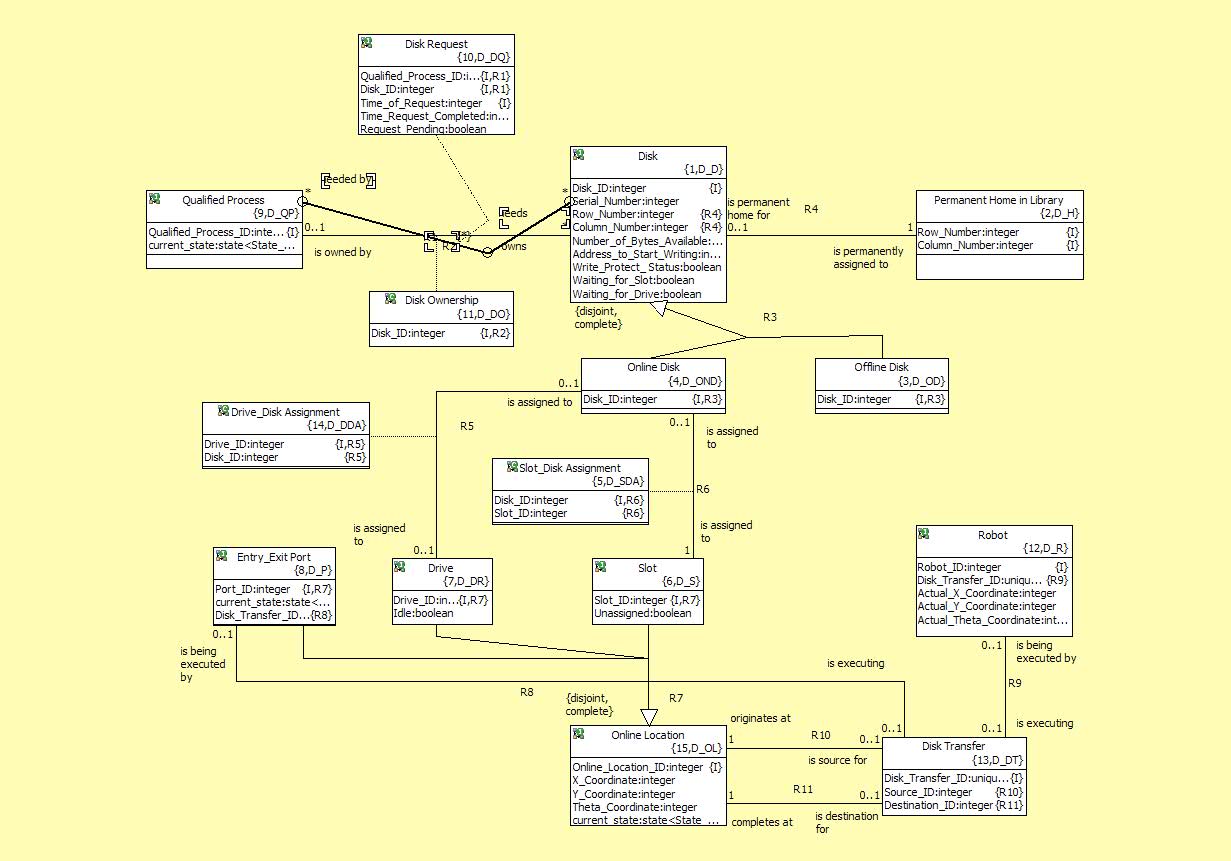 Disk Request
{10,D_DQ}
Qualified_Process_ID:i...{I,R1}
Disk_ID:integer {I,R1}
Time_of_Request:integer {I}
Time_Request_Completed:in...
Request_Pending:boolean
Disk
{1,D_D}
Disk_ID:integer {I}
Serial_Number:integer
Row_Number:integer {R4}
Column_Number:integer {R4}
Number_of_Bytes_Available:...
Address_to_Start_Writing:in...
Write_Protect_ Status:boolean
Waiting_for_Slot:boolean
Waiting_for_Drive:boolean
needed by
*
*
needs
Qualified Process
{9,D_QP}
Qualified_Process_ID:inte...{I}
current_state:state<State_...
0..1
is owned by
R2
owns
is permanent
home for
0..1
R4
1
is permanently
assigned to
Permanent Home in Library
{2,D_H}
Row_Number:integer {I}
Column_Number:integer {I}
Disk Ownership
{11,D_DO}
Disk_ID:integer {I,R2}
{disjoint,
complete}
R3
Online Disk
{4,D_OND}
Disk_ID:integer {I,R3}
Offline Disk
{3,D_OD}
Disk_ID:integer {I,R3}
0..1
is assigned to
R5
Drive_Disk Assignment
{14,D_DDA}
Drive_ID:integer {I,R5}
Disk_ID:integer {R5}
0..1
is assigned
to
Slot_Disk Assignment
{5,D_SDA}
Disk_ID:integer {I,R6}
Slot_ID:integer {R6}
R6
is assigned
to
0..1
is assigned
to
1
Entry_Exit Port
{8,D_P}
Port_ID:integer {I,R7}
current_state:state<...
Disk_Transfer_ID...{R8}
Drive
{7,D_DR}
Drive_ID:in...{I,R7}
Idle:boolean
Slot
{6,D_S}
Slot_ID:integer {I,R7}
Unassigned:boolean
Robot
{12,D_R}
Robot_ID:integer {I}
Disk_Transfer_ID:uniqu... {R9}
Actual_X_Coordinate:integer
Actual_Y_Coordinate:integer
Actual_Theta_Coordinate:int...
0..1
is being
executed
by
R8
is executing
0..1
0..1
is being
executed by
R9
is executing
0..1
{disjoint,
complete}
R7
Online Location
{15,D_OL}
Online_Location_ID:integer {I}
X_Coordinate:integer
Y_Coordinate:integer
Theta_Coordinate:integer
current_state:state<State_...
originates at
1
R10
0..1
is source for
1
R11
0..1
completes at
is destination
for
Disk Transfer
{13,D_DT}
Disk_Transfer_ID:uniqu...{I}
Source_ID:integer {R10}
Destination_ID:integer{R11}